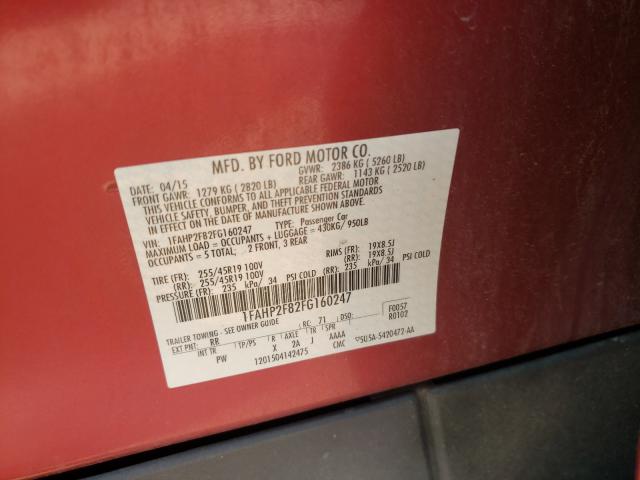 MFD. BY FORD MOTOR CO.
DATE: 04/15 GVWR: 2386 KG ( 5260 LB)
FRONT GAWR: 1279 KG ( 2820 LB) REAR GAWR: 1143 KG ( 2520 LB)
THIS VEHICLE CONFORMS TO ALL APPLICABLE FEDERAL MOTOR
VEHICLE SAFETY, BUMPER, AND THEFT PREVENTION STANDARDS IN
EFFECT ON THE DATE OF MANUFACTURE SHOWN ABOVE.
VIN: 1FAHP2F82FG160247 TYPE: Passenger Car
MAXIMUM LOAD = OCCUPANTS + LUGGAGE = 430KG/ 950LB
OCCUPANTS = 5 TOTAL, 2 FRONT, 3 REAR
TIRE (FR): 255/45R19 100V RIMS (FR): 19X8.5J
(RR): 255/45R19 100V (RR): 19X8.5J
PRESSURE (FR): 235 kPa/ 34 PSI COLD (RR): 235 kPa/ 34 PSI COLD
1FAHP2F82FG160247
TRAILER TOWING - SEE OWNER GUIDE F0057
EXT PNT: RR RC: 71 DSO: R0102
INT TR TP/PS R AXLE TR SPR
PW X 2A J AAAA CMC ▽5U5A-5420472-AA
1201504142475